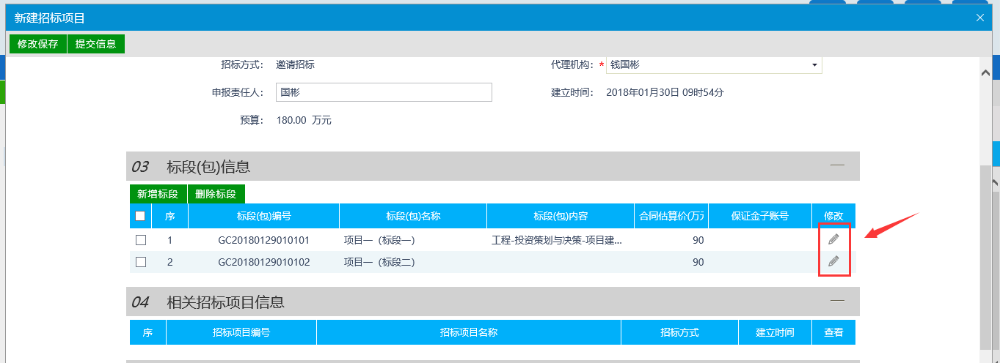 新建招标项目
修改保存 提交信息
招标方式： 邀请招标 代理机构： * 钱国彬
申报责任人： 国彬 建立时间： 2018年01月30日 09时54分
预算： 180.00 万元
03 标段(包)信息
新增标段 删除标段
序 标段(包)编号 标段(包)名称 标段(包)内容 合同估算价(万元 保证金子账号 修改
1 GC20180129010101 项目一（标段一） 工程-投资策划与决策-项目建... 90
2 GC20180129010102 项目一（标段二） 90
04 相关招标项目信息
序 招标项目编号 招标项目名称 招标方式 建立时间 查看